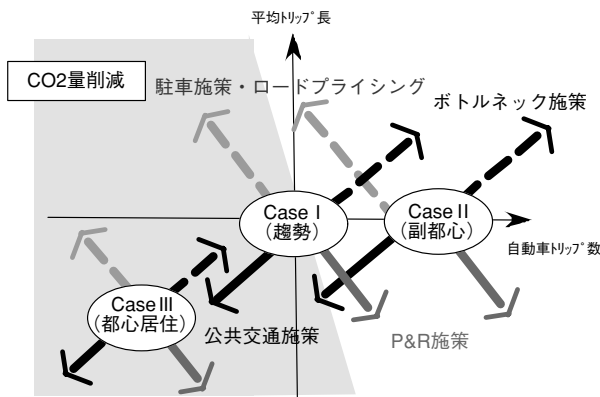 平均ﾄﾘｯﾌﾟ長
CO2量削減
駐車施策・ロードプライシング
ボトルネック施策
Case Ⅰ
（趨勢）
Case Ⅱ
（副都心）
自動車ﾄﾘｯﾌﾟ数
Case Ⅲ
（都心居住）
公共交通施策
P&R施策